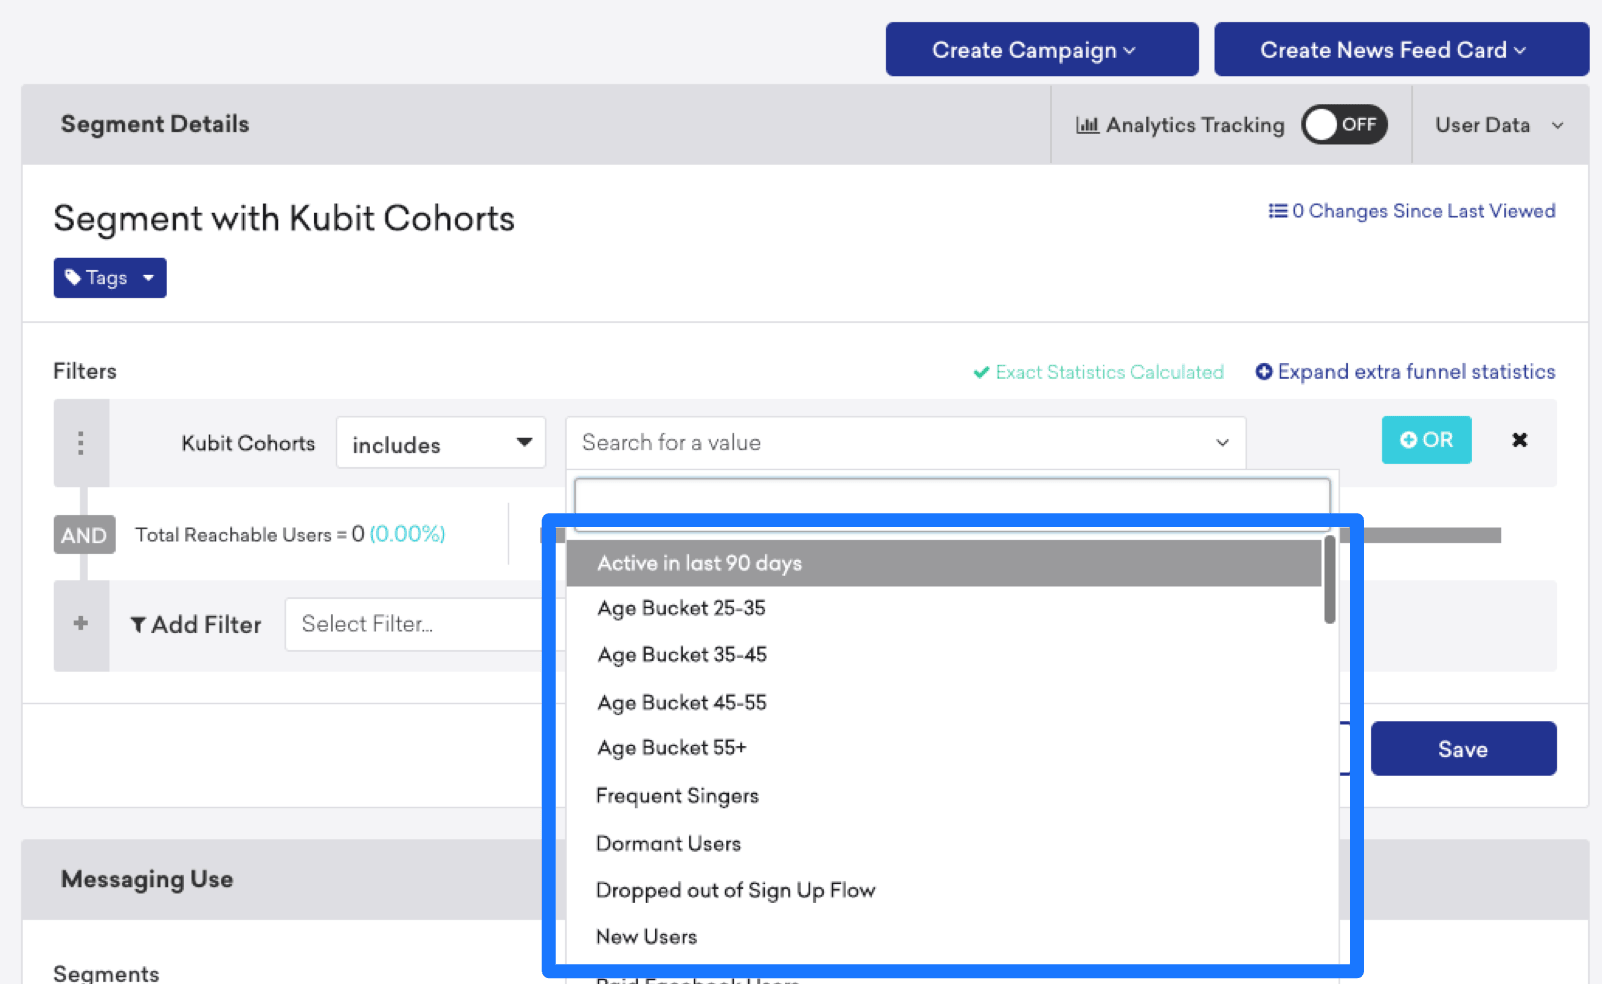 Create Campaign
Create News Feed Card
Segment Details
Analytics Tracking
OFF
User Data
Segment with Kubit Cohorts
0 Changes Since Last Viewed
Tags
Filters
Exact Statistics Calculated
Expand extra funnel statistics
Kubit Cohorts
includes
Search for a value
OR
AND
Total Reachable Users = 0 (0.00%)
Active in last 90 days
Age Bucket 25-35
Add Filter
Select Filter...
Age Bucket 35-45
Age Bucket 45-55
Age Bucket 55+
Save
Frequent Singers
Dormant Users
Messaging Use
Dropped out of Sign Up Flow
New Users
Segments
Paid Facebook Users